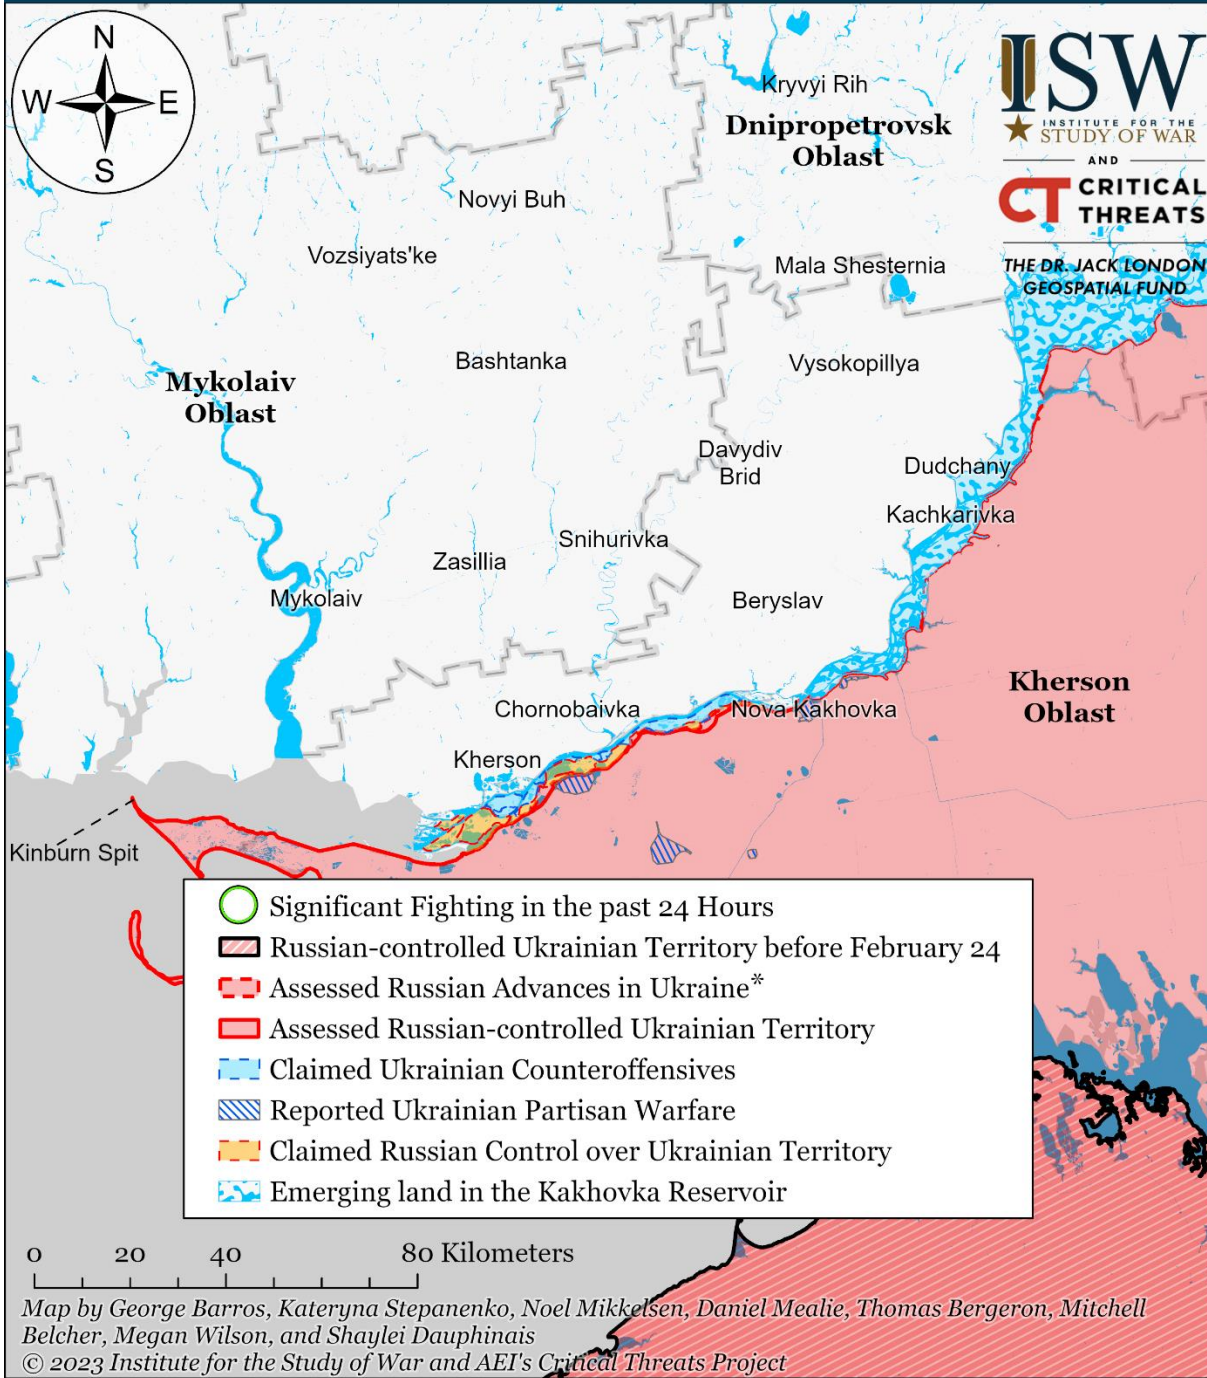 N
W E
S
ISW
INSTITUTE FOR THE
STUDY OF WAR
AND
CT CRITICAL
THREATS
THE DR. JACK LONDON
GEOSPATIAL FUND
Kryvyi Rih
Dnipropetrovsk
Oblast
Novyi Buh
Vozsiyats'ke
Mala Shesternia
Bashtanka
Vysokopillya
Mykolaiv
Oblast
Davydiv
Brid
Dudchany
Kachkarivka
Snihurivka
Zasillia
Mykolaiv
Beryslav
Kherson
Oblast
Chornobaivka
Nova Kakhovka
Kherson
Kinburn Spit
Significant Fighting in the past 24 Hours
Russian-controlled Ukrainian Territory before February 24
Assessed Russian Advances in Ukraine*
Assessed Russian-controlled Ukrainian Territory
Claimed Ukrainian Counteroffensives
Reported Ukrainian Partisan Warfare
Claimed Russian Control over Ukrainian Territory
Emerging land in the Kakhovka Reservoir
0 20 40 80 Kilometers
Map by George Barros, Kateryna Stepanenko, Noel Mikkelsen, Daniel Mealie, Thomas Bergeron, Mitchell
Belcher, Megan Wilson, and Shaylei Dauphinais
© 2023 Institute for the Study of War and AEI's Critical Threats Project